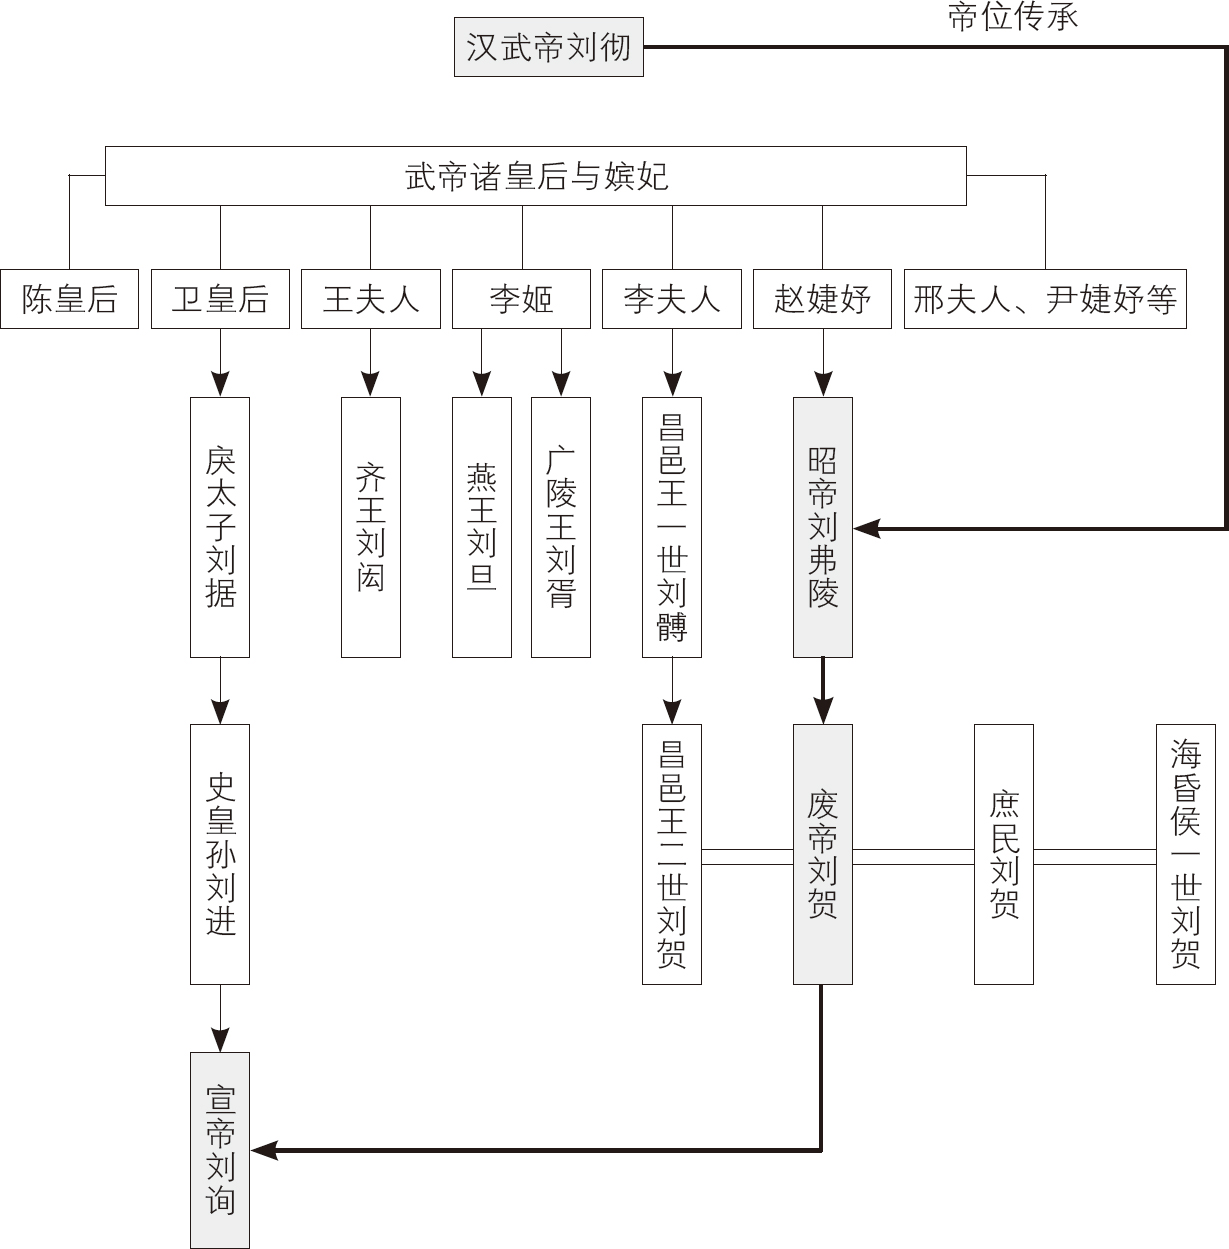 帝位传承
汉武帝刘彻
武帝诸皇后与嫔妃
陈皇后
卫皇后
王夫人
李姬
李夫人
赵婕妤
邢夫人、尹婕妤等
戾太子刘据
齐王刘闳
燕王刘旦
广陵王刘胥
昌邑王一世刘髆
昭帝刘弗陵
史皇孙刘进
昌邑王二世刘贺
废帝刘贺
庶民刘贺
海昏侯一世刘贺
宣帝刘询